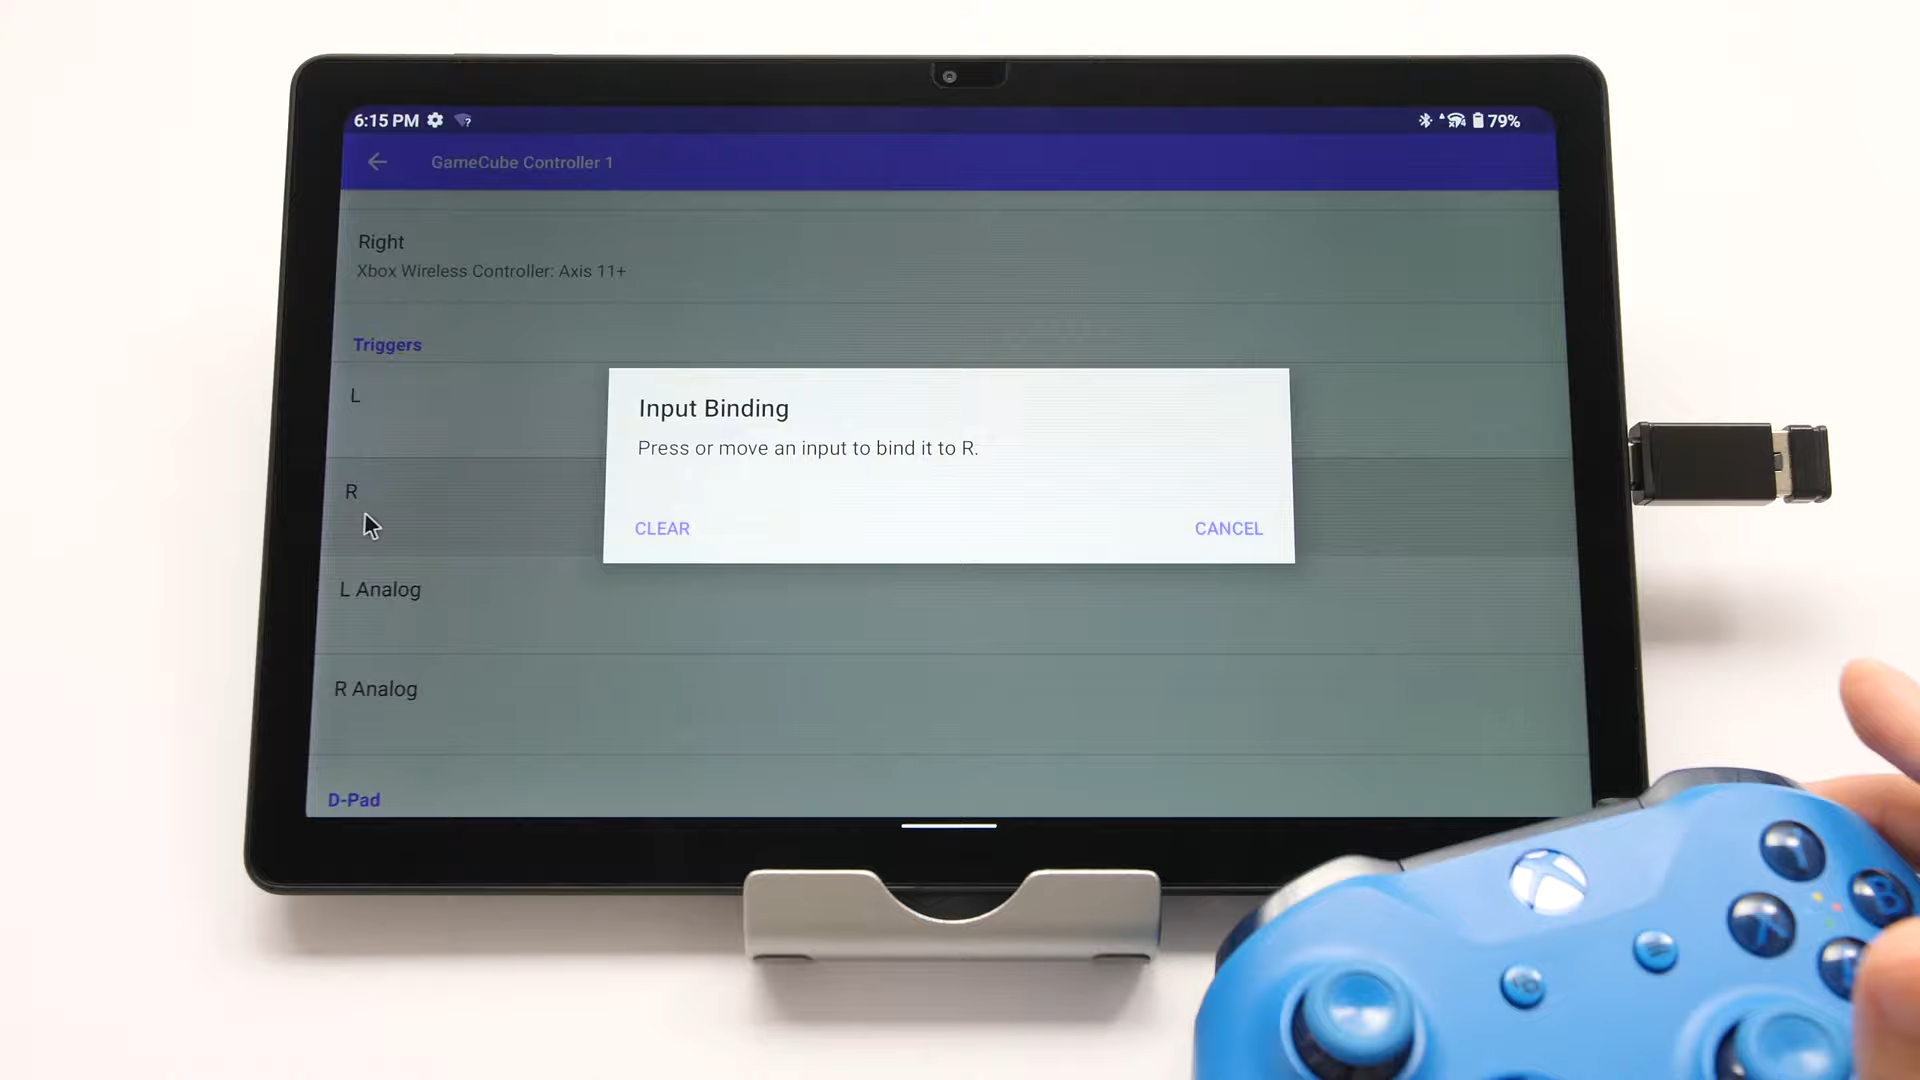 6:15 PM
79%
GameCube Controller 1
Right
Xbox Wireless Controller: Axis 11+
Triggers
L
Input Binding
Press or move an input to bind it to R.
R
CLEAR
CANCEL
L Analog
R Analog
D-Pad
Y
B
X